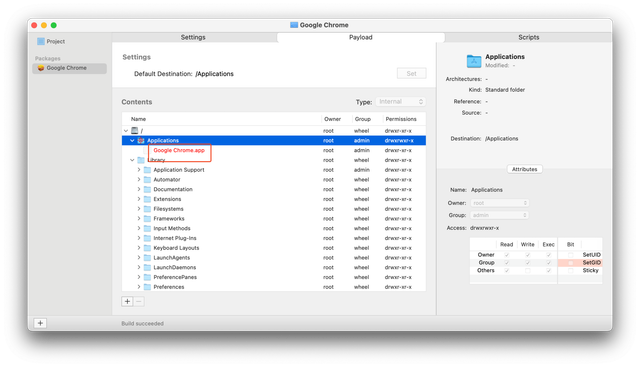 Google Chrome
Project
Packages
Google Chrome
Settings
Payload
Scripts
Settings
Default Destination: /Applications
Set
Contents
Type: Internal
Name Owner Group Permissions
/ root wheel drwxr-xr-x
Applications root admin drwxrwxr-x
Google Chrome.app root admin drwxr-xr-x
Library root wheel drwxr-xr-x
Application Support root wheel drwxr-xr-x
Automator root wheel drwxr-xr-x
Documentation root wheel drwxr-xr-x
Extensions root wheel drwxr-xr-x
Filesystems root wheel drwxr-xr-x
Frameworks root wheel drwxr-xr-x
Input Methods root wheel drwxr-xr-x
Internet Plug-Ins root wheel drwxr-xr-x
Keyboard Layouts root wheel drwxr-xr-x
LaunchAgents root wheel drwxr-xr-x
LaunchDaemons root wheel drwxr-xr-x
PreferencePanes root wheel drwxr-xr-x
Preferences root wheel drwxr-xr-x
Build succeeded
Applications
Modified: -
Architectures: -
Kind: Standard folder
Reference: -
Source: -
Destination: /Applications
Attributes
Name: Applications
Owner: root
Group: admin
Access: drwxrwxr-x
Read Write Exec Bit
Owner SetUID
Group SetGID
Others Sticky